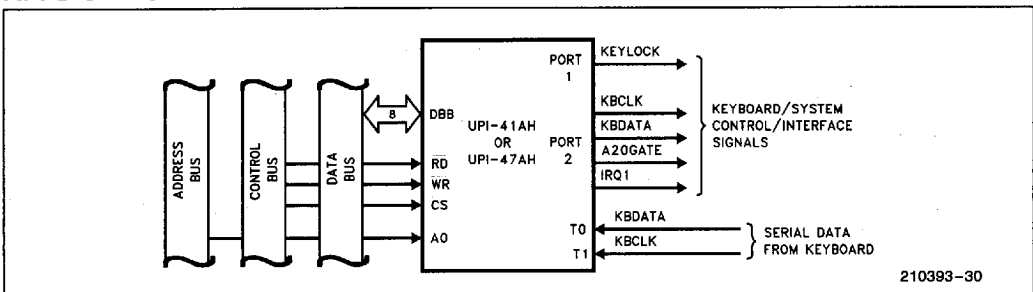 ADDRESS
BUS
CONTROL
BUS
DATA
BUS
8
DBB
RD
WR
CS
A0
UPI-41AH
OR
UPI-47AH
PORT
1
PORT
2
T0
T1
KEYLOCK
KBCLK
KBDATA
A20GATE
IRQ1
KEYBOARD/SYSTEM
CONTROL/INTERFACE
SIGNALS
KBDATA
KBCLK
SERIAL DATA
FROM KEYBOARD
210393-30